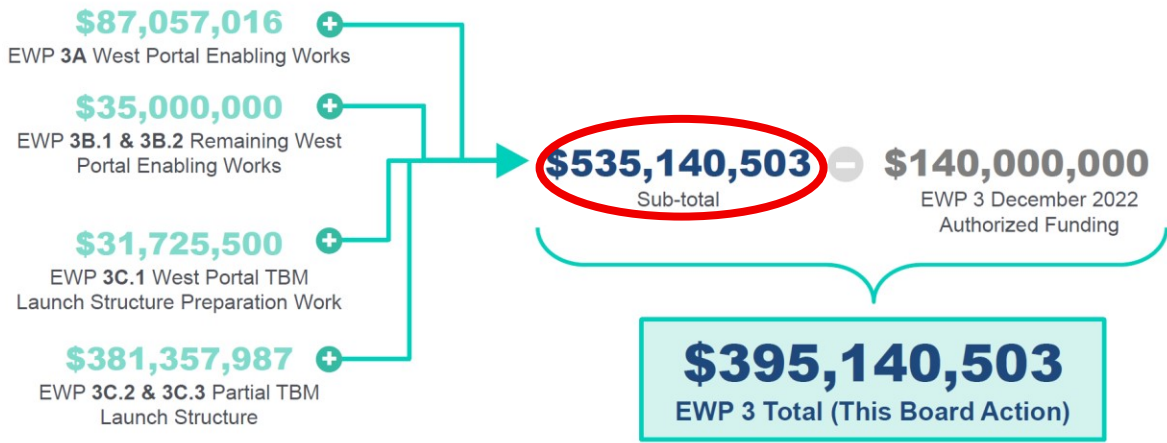 $87,057,016
EWP 3A West Portal Enabling Works
$35,000,000
EWP 3B.1 & 3B.2 Remaining West
Portal Enabling Works
$31,725,500
EWP 3C.1 West Portal TBM
Launch Structure Preparation Work
$381,357,987
EWP 3C.2 & 3C.3 Partial TBM
Launch Structure
$535,140,503
Sub-total
$140,000,000
EWP 3 December 2022
Authorized Funding
$395,140,503
EWP 3 Total (This Board Action)